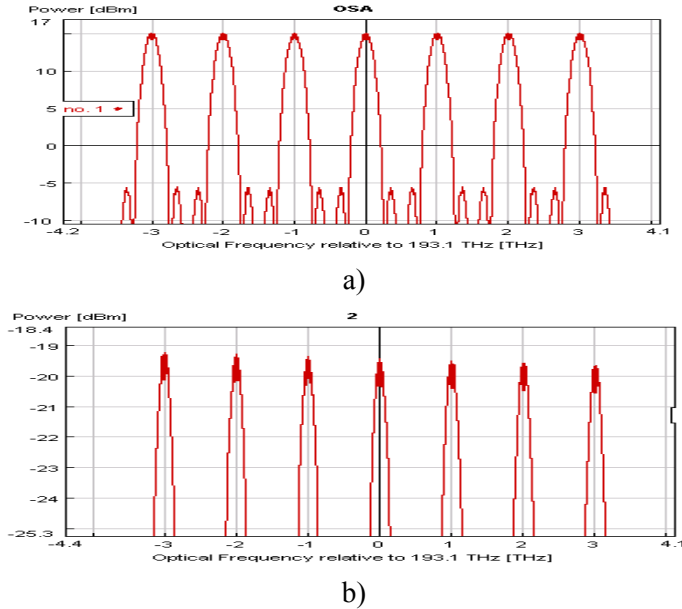 Power [dBm] OSA
17
15
no. 1
5
0
-5
-10
-4.2 -3 -2 -1 0 1 2 3 4.1
Optical Frequency relative to 193.1 THz [THz]
a)
Power [dBm] 2
-18.4
-19
-20
-21
-22
-23
-24
-25.3
-4.4 -3 -2 -1 0 1 2 3 4.1
Optical Frequency relative to 193.1 THz [THz]
b)